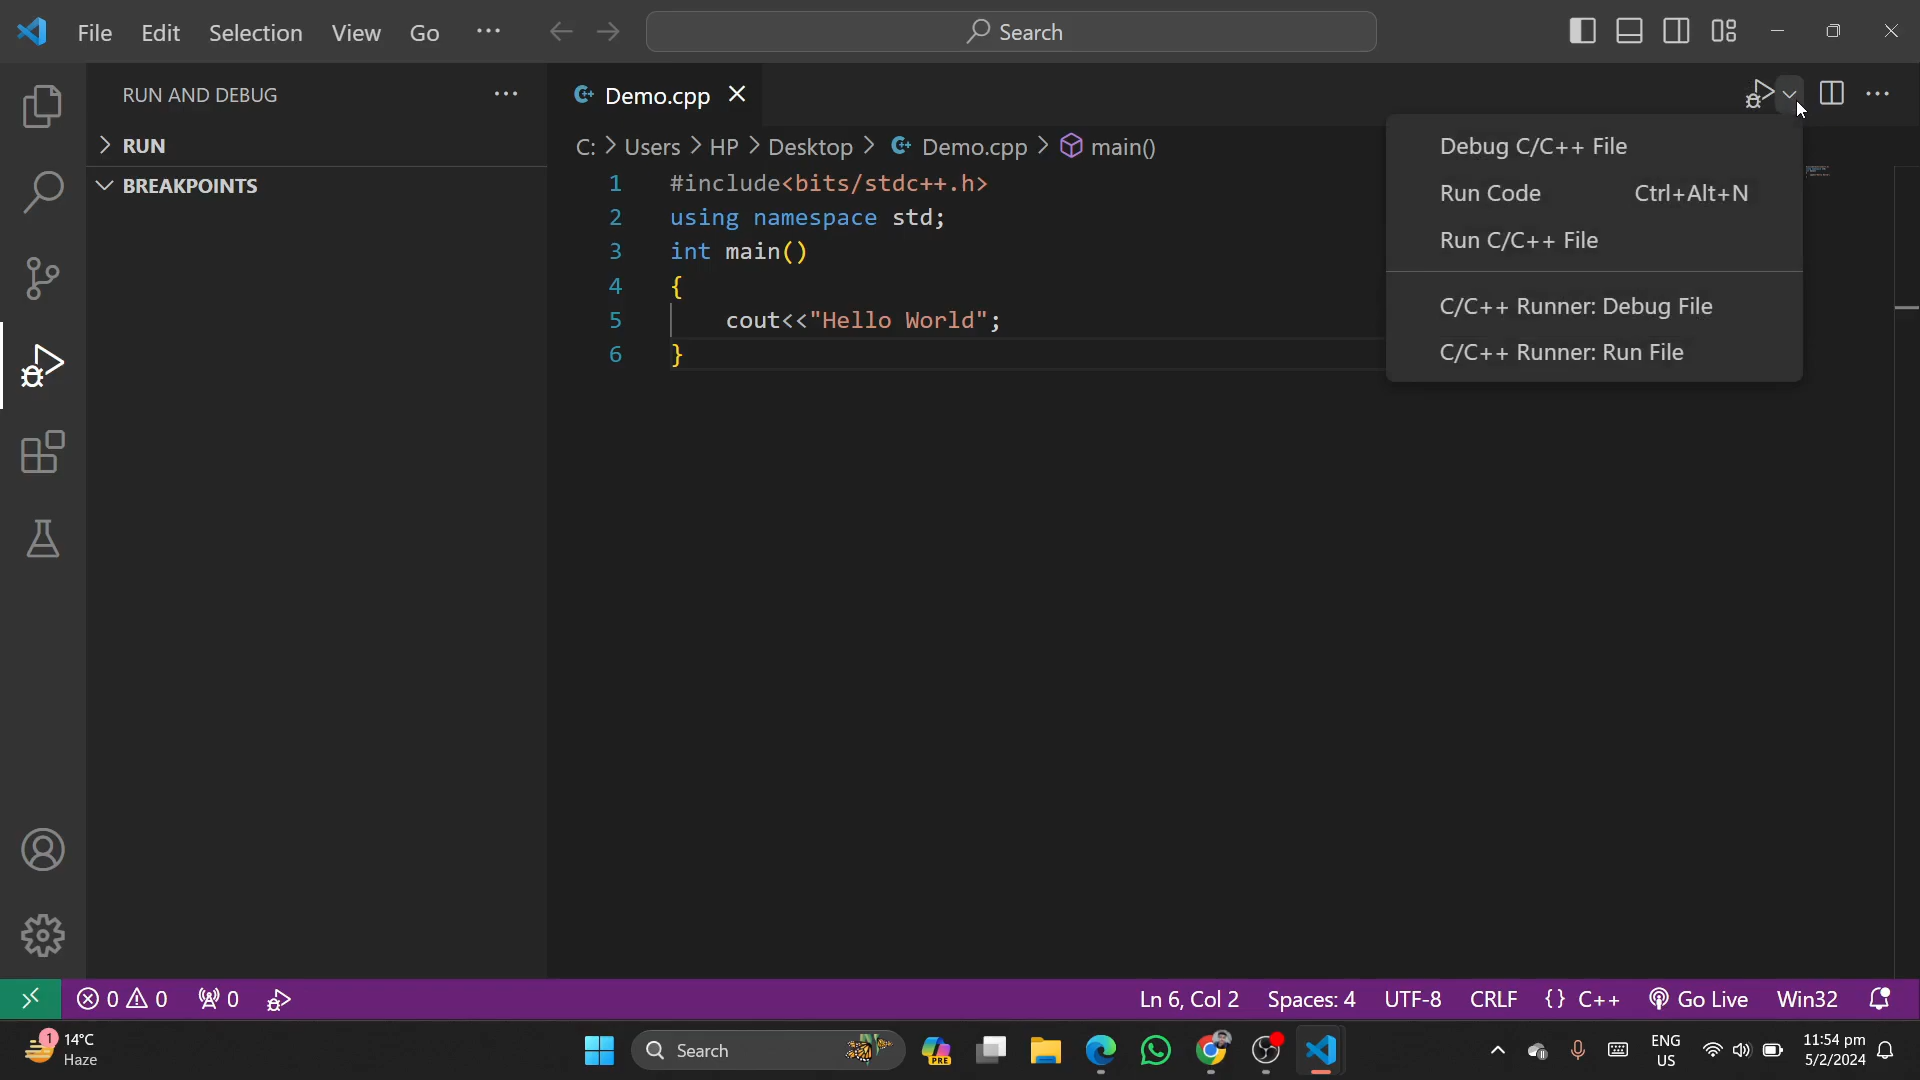 File Edit Selection View Go ···
Search
RUN AND DEBUG ···
RUN
BREAKPOINTS
Demo.cpp
C: > Users > HP > Desktop > Demo.cpp > main()
1 #include<bits/stdc++.h>
2 using namespace std;
3 int main()
4 {
5 cout<<"Hello World";
6 }
Debug C/C++ File
Run Code Ctrl+Alt+N
Run C/C++ File
C/C++ Runner: Debug File
C/C++ Runner: Run File
0 0 0 Ln 6, Col 2 Spaces: 4 UTF-8 CRLF {} C++ Go Live Win32
1 14°C
Haze
Search
PRE
ENG
US
11:54 pm
5/2/2024